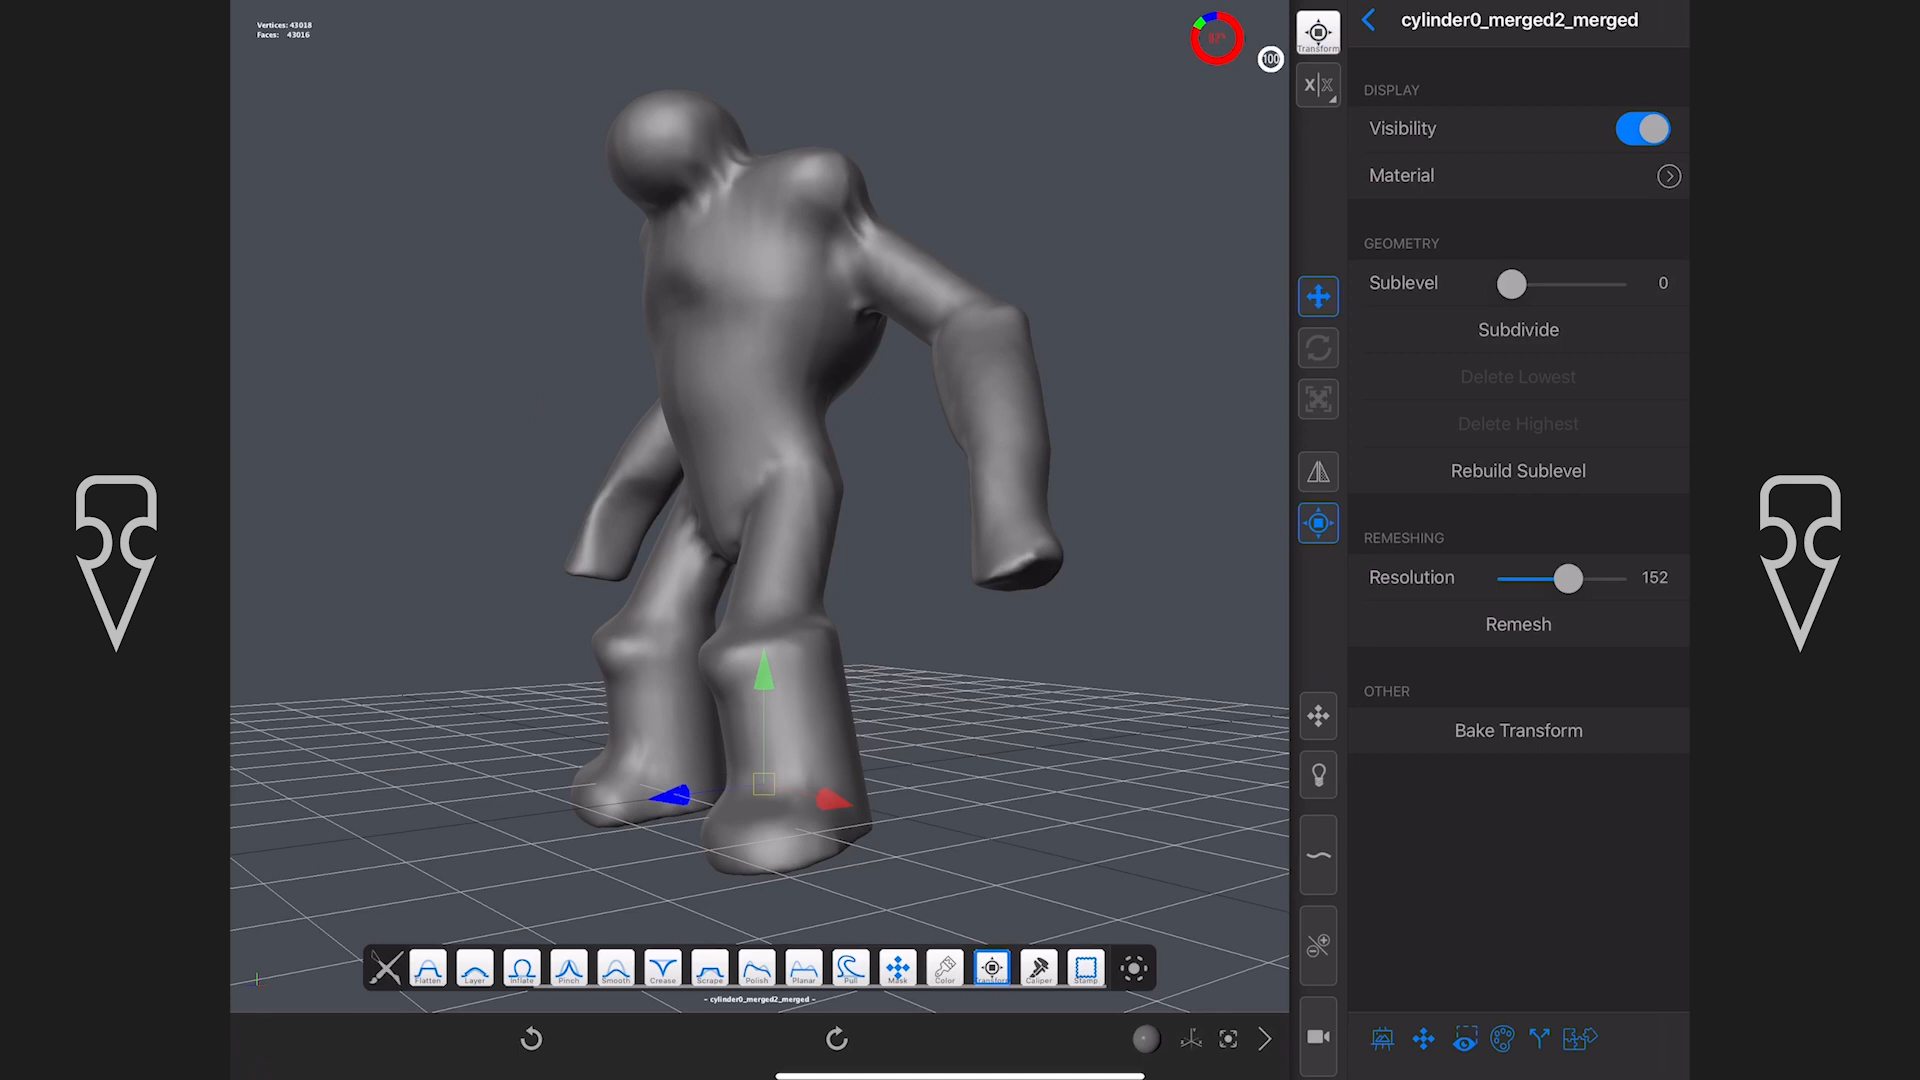 Vertices: 43018
Faces: 43016
87%
100
Transform
X|X
cylinder0_merged2_merged
DISPLAY
Visibility
Material
GEOMETRY
Sublevel 0
Subdivide
Delete Lowest
Delete Highest
Rebuild Sublevel
REMESHING
Resolution 152
Remesh
OTHER
Bake Transform
Flatten Layer Inflate Pinch Smooth Crease Scrape Polish Planar Pull Mask Color Transform Caliper Stamp
- cylinder0_merged2_merged -